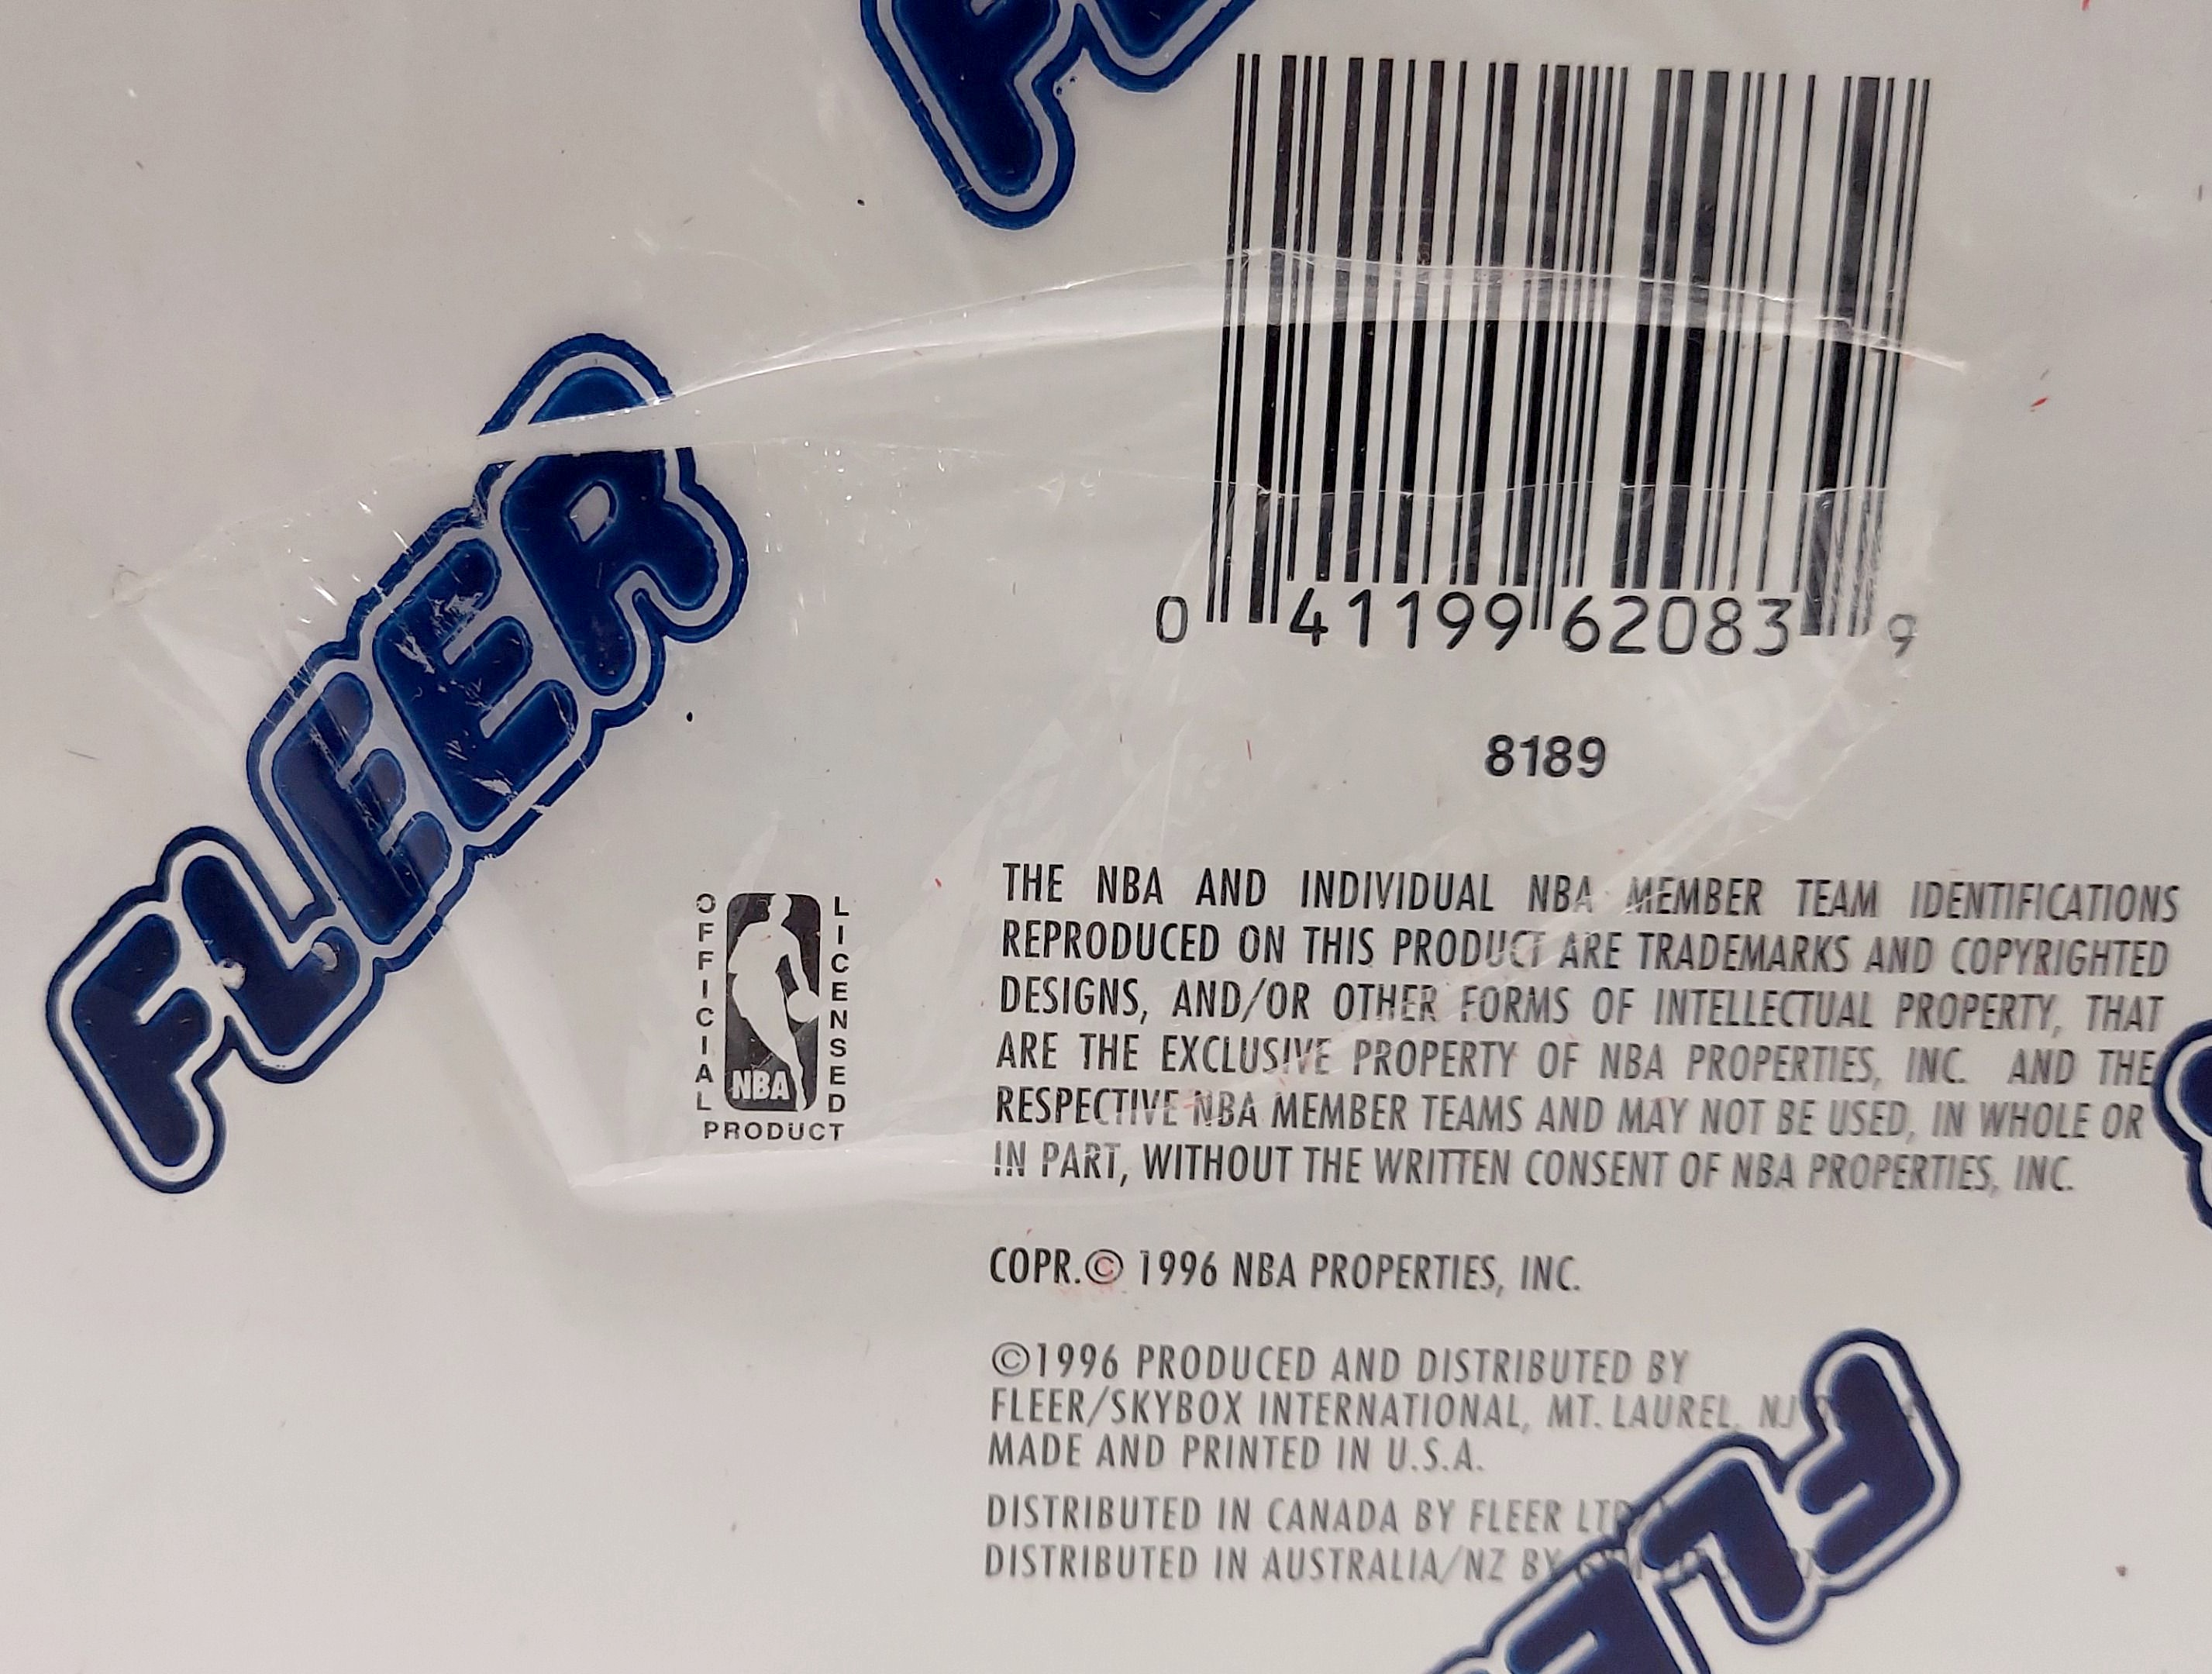 FLEER
0 41199 62083 9
8189
OFFICIAL LICENSED
NBA
PRODUCT
THE NBA AND INDIVIDUAL NBA MEMBER TEAM IDENTIFICATIONS
REPRODUCED ON THIS PRODUCT ARE TRADEMARKS AND COPYRIGHTED
DESIGNS, AND/OR OTHER FORMS OF INTELLECTUAL PROPERTY, THAT
ARE THE EXCLUSIVE PROPERTY OF NBA PROPERTIES, INC. AND THE
RESPECTIVE NBA MEMBER TEAMS AND MAY NOT BE USED, IN WHOLE OR
IN PART, WITHOUT THE WRITTEN CONSENT OF NBA PROPERTIES, INC.
COPR.© 1996 NBA PROPERTIES, INC.
©1996 PRODUCED AND DISTRIBUTED BY
FLEER/SKYBOX INTERNATIONAL, MT. LAUREL, NJ
MADE AND PRINTED IN U.S.A.
DISTRIBUTED IN CANADA BY FLEER LTD
DISTRIBUTED IN AUSTRALIA/NZ BY
FLE